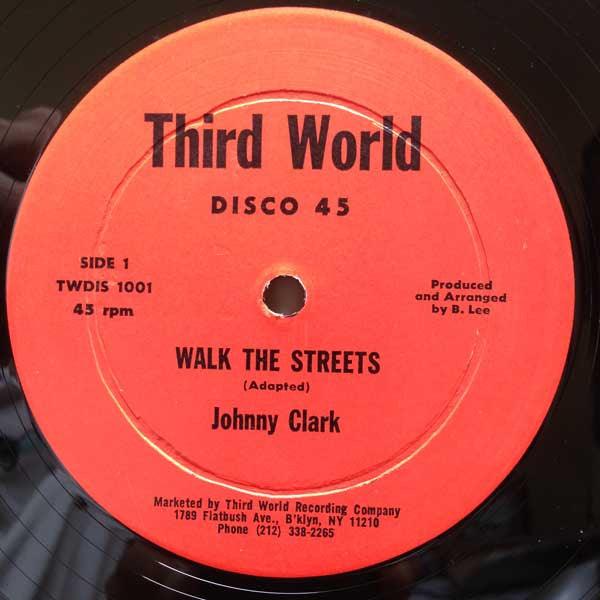 Third World
DISCO 45
SIDE 1
TWDIS 1001
45 rpm
Produced
and Arranged
by B. Lee
WALK THE STREETS
(Adapted)
Johnny Clark
Marketed by Third World Recording Company
1789 Flatbush Ave., B'klyn, NY 11210
Phone (212) 338-2265